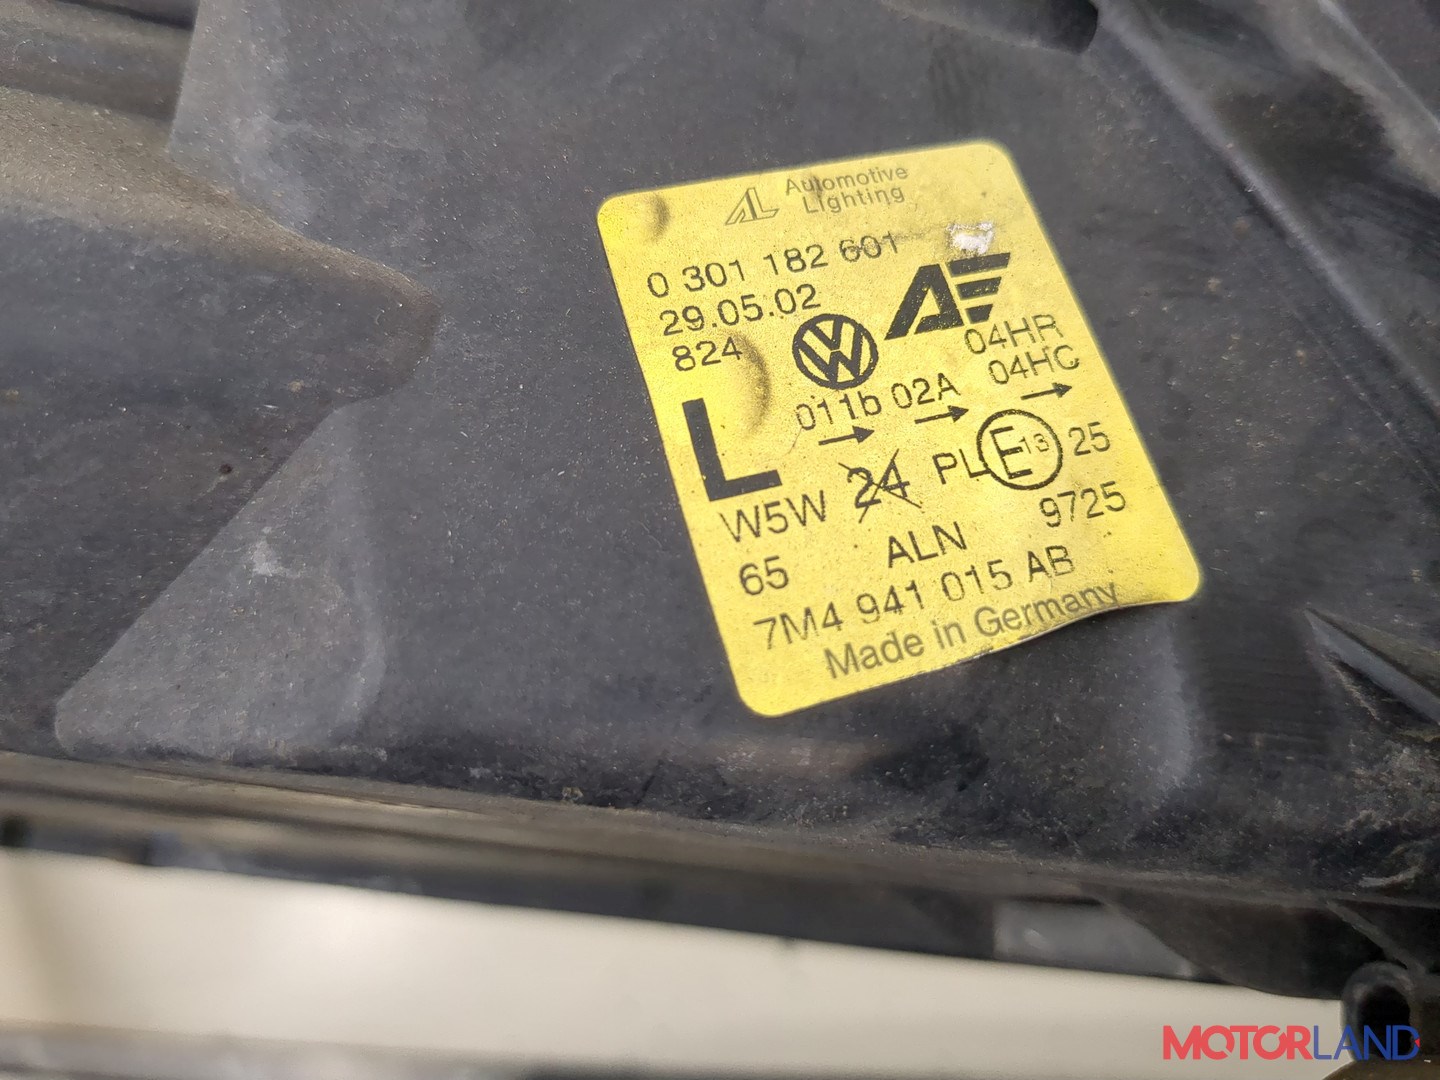 AL Automotive
Lighting
0 301 182 601
29.05.02
824
04HR
04HC
011b 02A
L
W5W 24 PL E13 25
9725
65 ALN
7M4 941 015 AB
Made in Germany
MOTORLAND